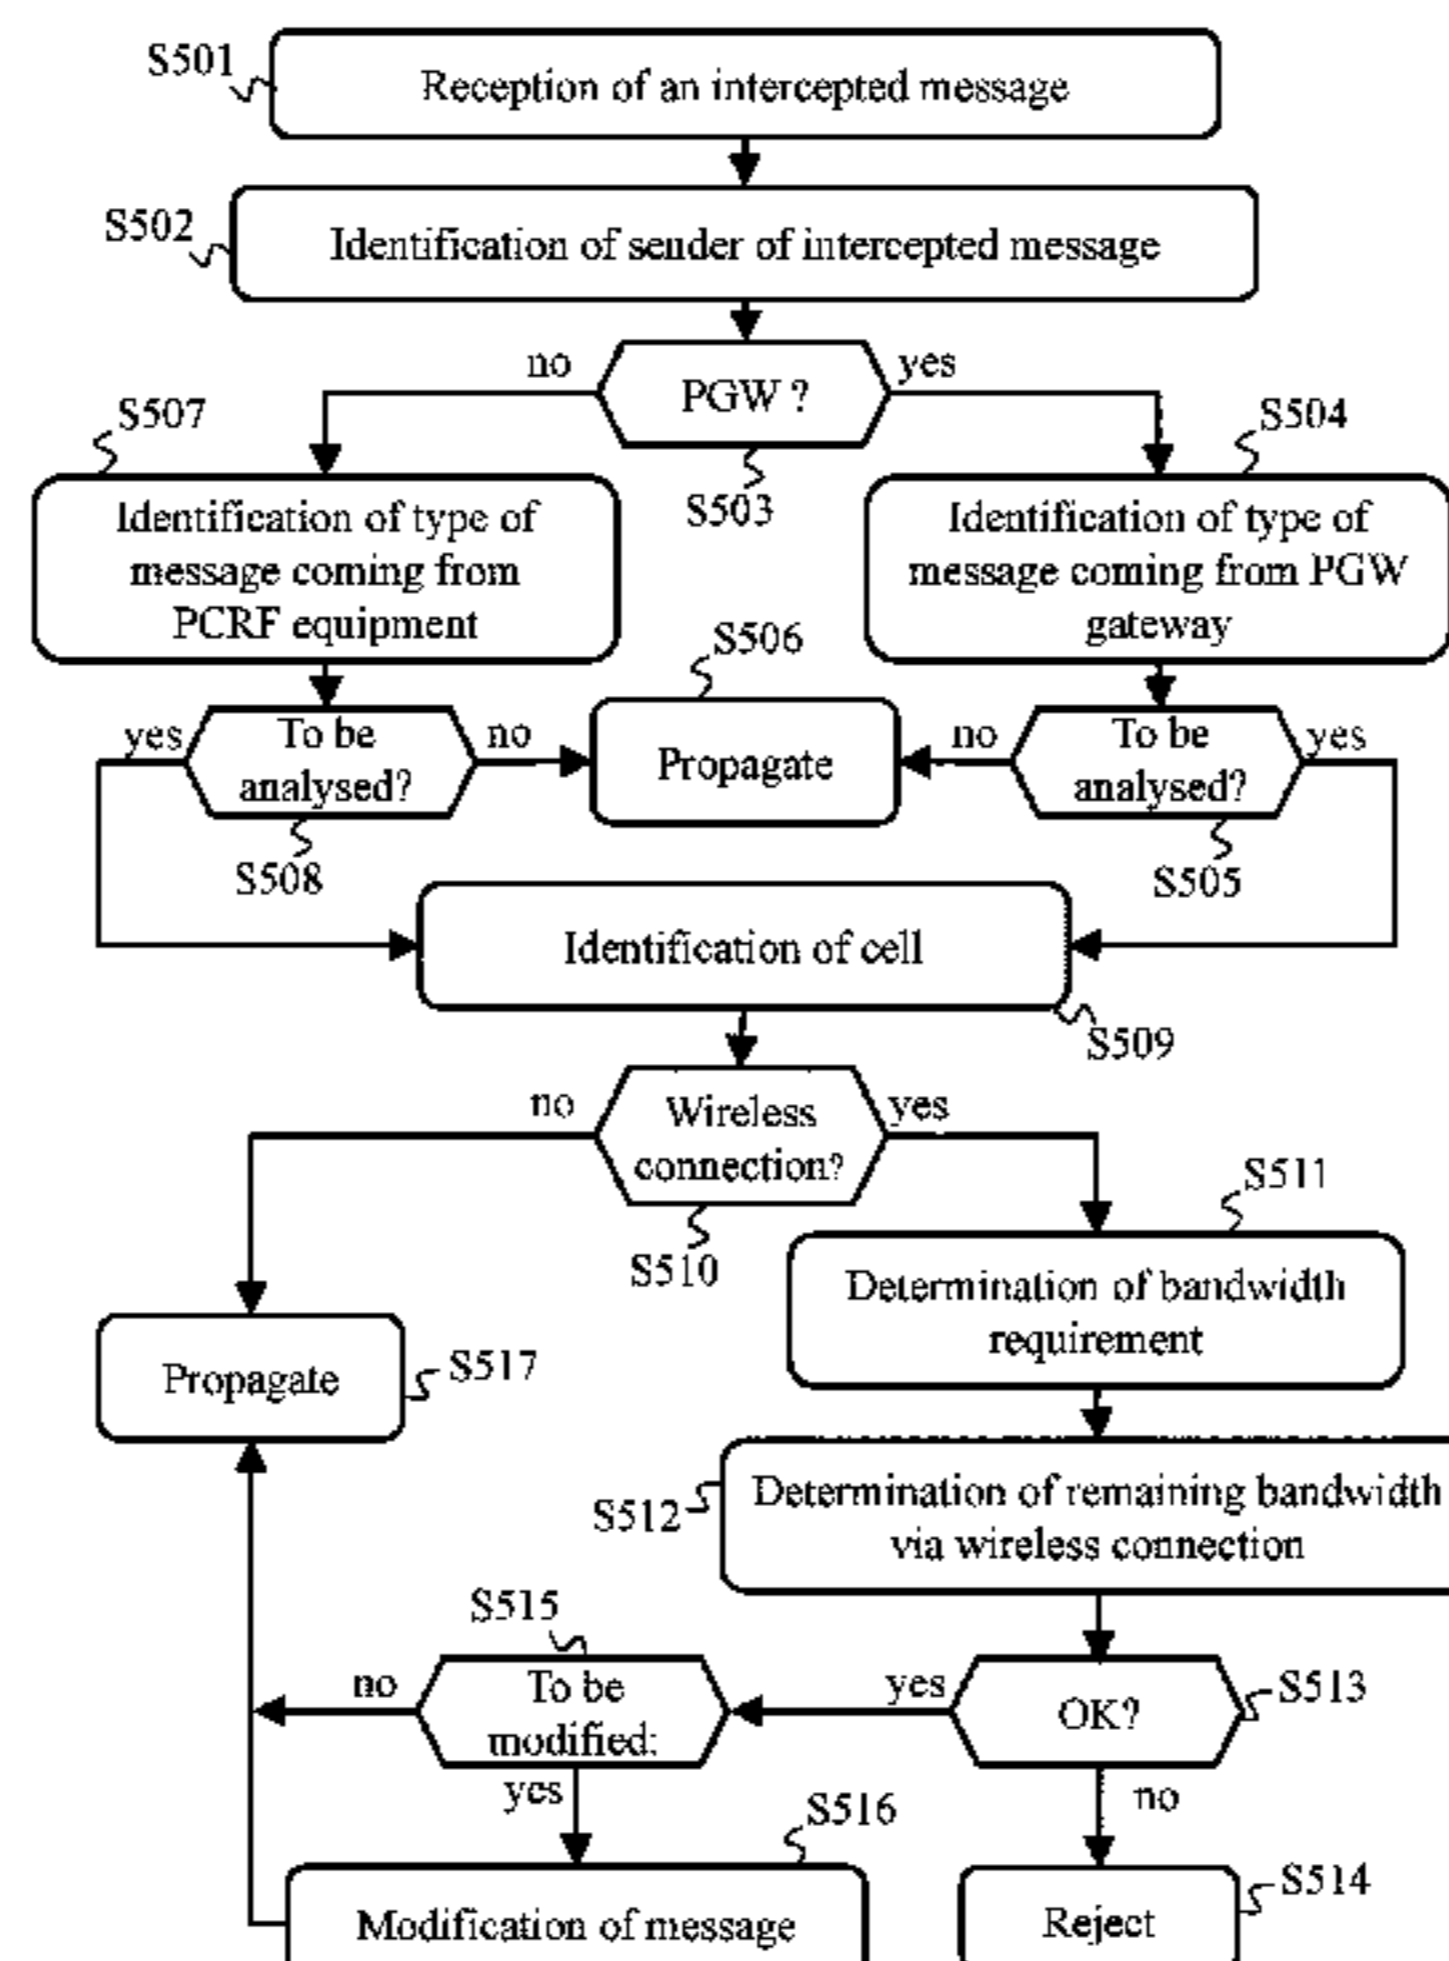 S501
Reception of an intercepted message
S502
Identification of sender of intercepted message
no
PGW ?
yes
S503
S507
Identification of type of
message coming from
PCRF equipment
S504
Identification of type of
message coming from PGW
gateway
S506
Propagate
yes
To be
analysed?
no
S508
no
To be
analysed?
yes
S505
Identification of cell
S509
no
Wireless
connection?
yes
S510
S511
Determination of bandwidth
requirement
Propagate
S517
S512
Determination of remaining bandwidth
via wireless connection
S515
no
To be
modified:
yes
yes
OK?
S513
no
S516
Modification of message
Reject
S514